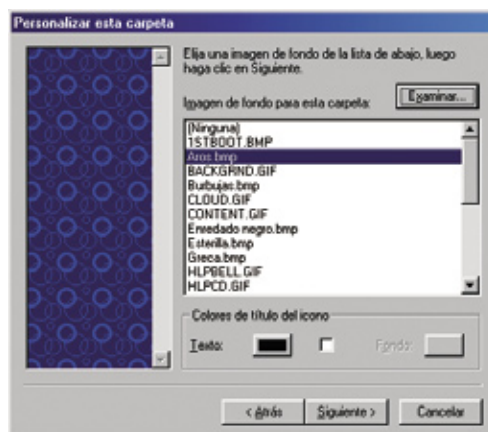 Personalizar esta carpeta
Elija una imagen de fondo de la lista de abajo, luego
haga clic en Siguiente.
Imagen de fondo para esta carpeta:
Examinar...
(Ninguna)
1STBOOT.BMP
Aros.bmp
BACKGRND.GIF
Burbujas.bmp
CLOUD.GIF
CONTENT.GIF
Enredado negro.bmp
Esterilla.bmp
Greca.bmp
HLPBELL.GIF
HLPCD.GIF
Colores de título del icono
Texto:
Fondo:
< Atrás
Siguiente >
Cancelar